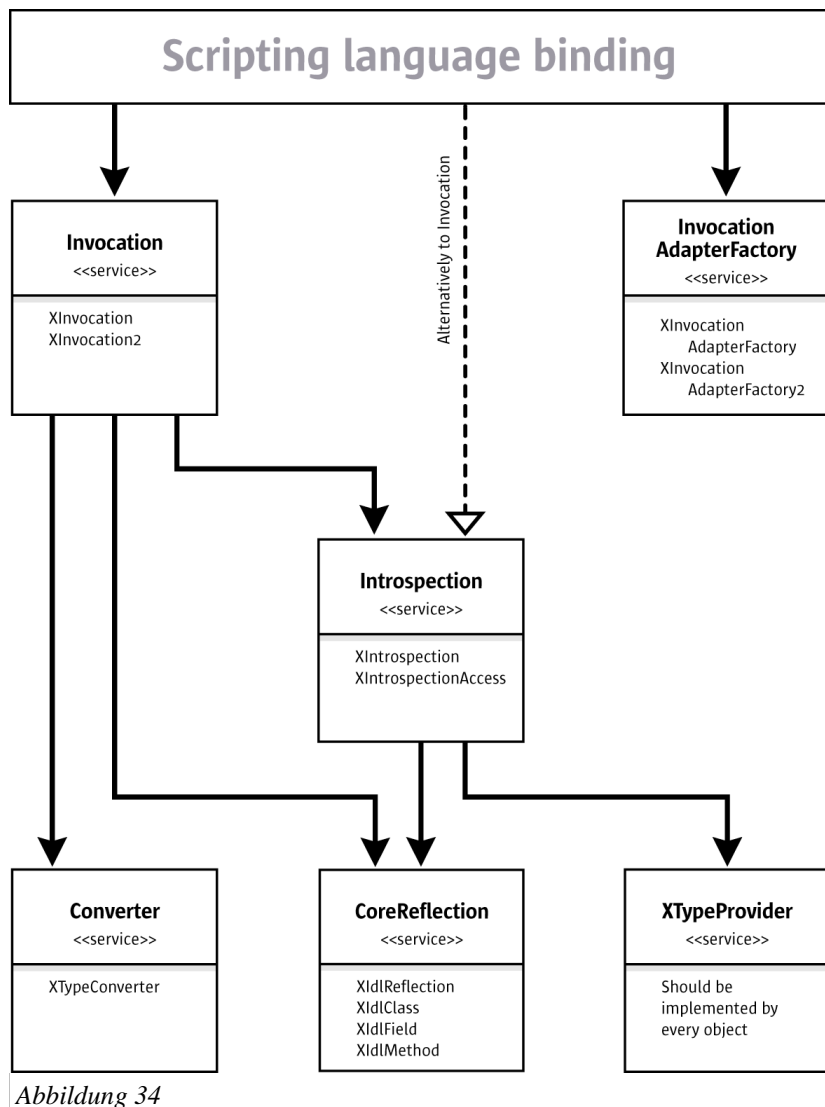 Scripting language binding
Alternatively to Invocation
Invocation
<<service>>
XInvocation
XInvocation2
Invocation
AdapterFactory
<<service>>
XInvocation
AdapterFactory
XInvocation
AdapterFactory2
Introspection
<<service>>
XIntrospection
XIntrospectionAccess
Converter
<<service>>
XTypeConverter
CoreReflection
<<service>>
XIdlReflection
XIdlClass
XIdlField
XIdlMethod
XTypeProvider
<<service>>
Should be
implemented by
every object
Abbildung 34